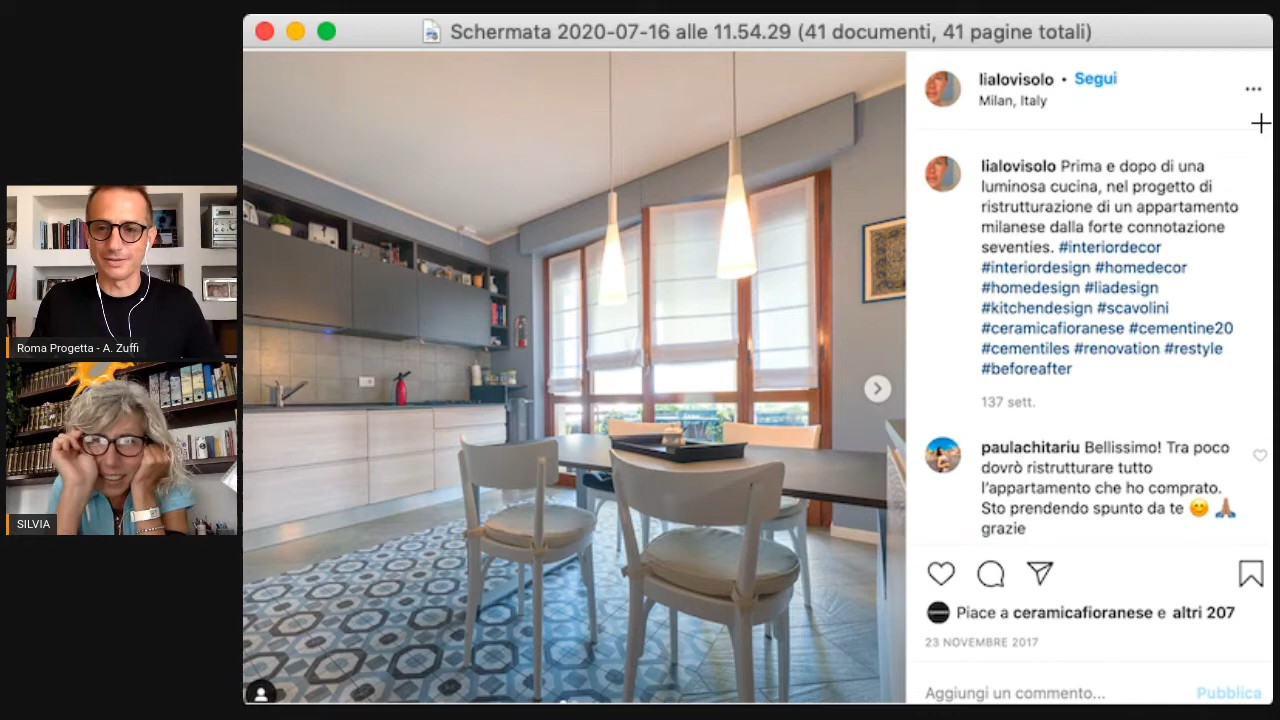 Schermata 2020-07-16 alle 11.54.29 (41 documenti, 41 pagine totali)
Roma Progetta - A. Zuffi
SILVIA
lialovisolo • Segui
Milan, Italy
lialovisolo Prima e dopo di una
luminosa cucina, nel progetto di
ristrutturazione di un appartamento
milanese dalla forte connotazione
seventies. #interiordecor
#interiordesign #homedecor
#homedesign #liadesign
#kitchendesign #scavolini
#ceramicafioranese #cementine20
#cementiles #renovation #restyle
#beforeafter
137 sett.
paulachitariu Bellissimo! Tra poco
dovrò ristrutturare tutto
l'appartamento che ho comprato.
Sto prendendo spunto da te 😊 🙏🏽
grazie
Piace a ceramicafioranese e altri 207
23 NOVEMBRE 2017
Aggiungi un commento... Pubblica